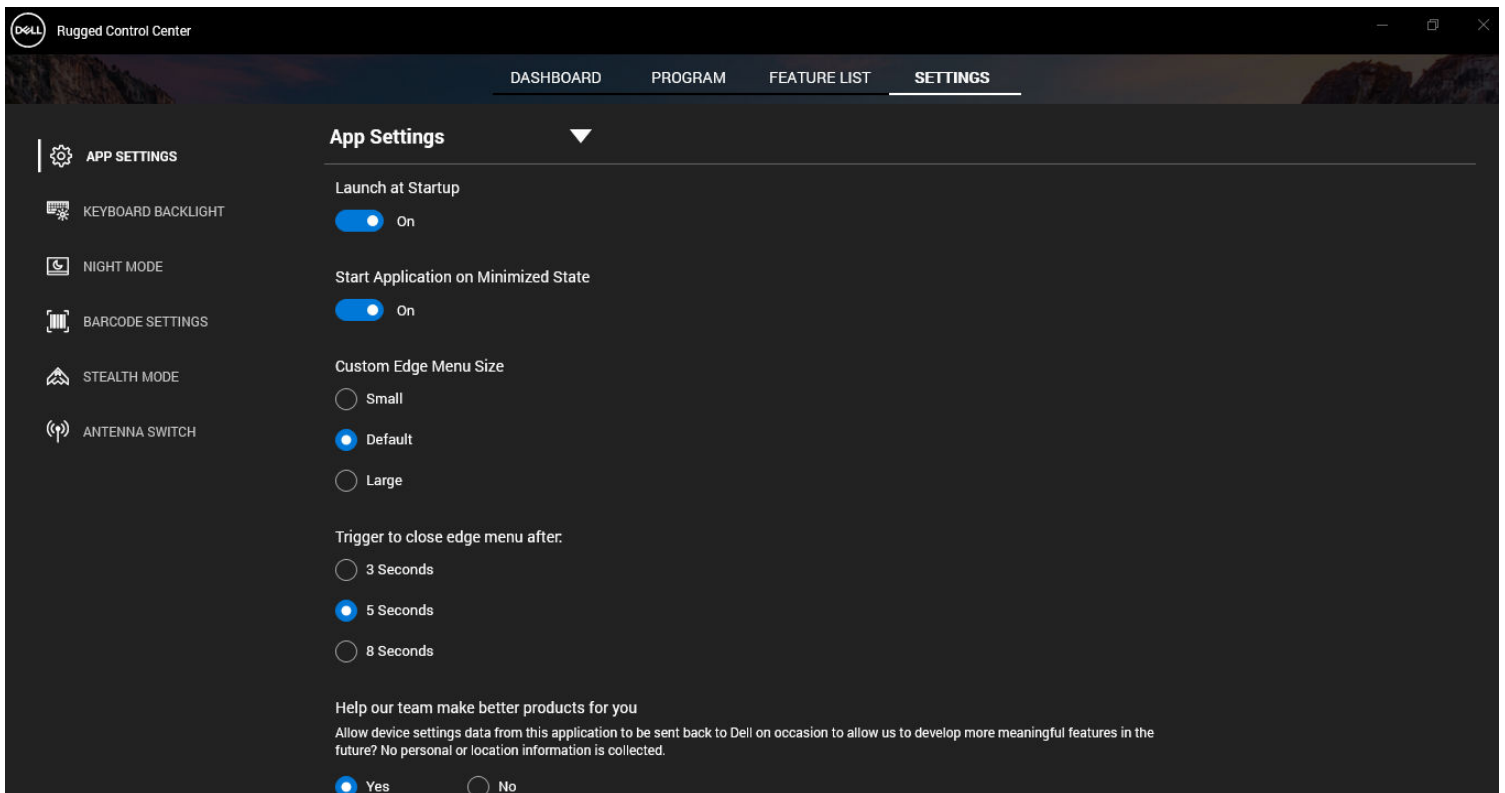 DELL
Rugged Control Center
DASHBOARD PROGRAM FEATURE LIST SETTINGS
APP SETTINGS
KEYBOARD BACKLIGHT
NIGHT MODE
BARCODE SETTINGS
STEALTH MODE
ANTENNA SWITCH
App Settings
Launch at Startup
On
Start Application on Minimized State
On
Custom Edge Menu Size
Small
Default
Large
Trigger to close edge menu after:
3 Seconds
5 Seconds
8 Seconds
Help our team make better products for you
Allow device settings data from this application to be sent back to Dell on occasion to allow us to develop more meaningful features in the
future? No personal or location information is collected.
Yes No